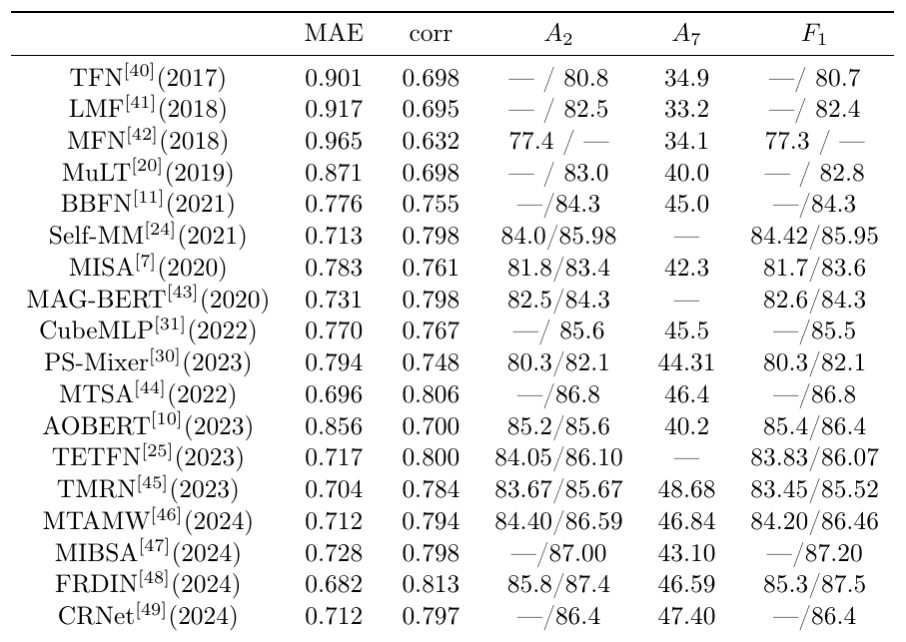 MAE corr A2 A7 F1
TFN[40](2017) 0.901 0.698 — / 80.8 34.9 —/ 80.7
LMF[41](2018) 0.917 0.695 — / 82.5 33.2 —/ 82.4
MFN[42](2018) 0.965 0.632 77.4 / — 34.1 77.3 / —
MuLT[20](2019) 0.871 0.698 — / 83.0 40.0 — / 82.8
BBFN[11](2021) 0.776 0.755 —/84.3 45.0 —/84.3
Self-MM[24](2021) 0.713 0.798 84.0/85.98 — 84.42/85.95
MISA[7](2020) 0.783 0.761 81.8/83.4 42.3 81.7/83.6
MAG-BERT[43](2020) 0.731 0.798 82.5/84.3 — 82.6/84.3
CubeMLP[31](2022) 0.770 0.767 —/ 85.6 45.5 —/85.5
PS-Mixer[30](2023) 0.794 0.748 80.3/82.1 44.31 80.3/82.1
MTSA[44](2022) 0.696 0.806 —/86.8 46.4 —/86.8
AOBERT[10](2023) 0.856 0.700 85.2/85.6 40.2 85.4/86.4
TETFN[25](2023) 0.717 0.800 84.05/86.10 — 83.83/86.07
TMRN[45](2023) 0.704 0.784 83.67/85.67 48.68 83.45/85.52
MTAMW[46](2024) 0.712 0.794 84.40/86.59 46.84 84.20/86.46
MIBSA[47](2024) 0.728 0.798 —/87.00 43.10 —/87.20
FRDIN[48](2024) 0.682 0.813 85.8/87.4 46.59 85.3/87.5
CRNet[49](2024) 0.712 0.797 —/86.4 47.40 —/86.4